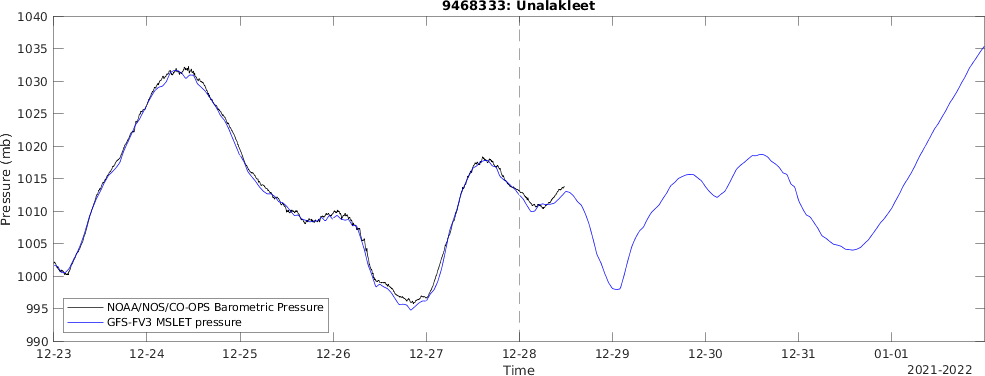 9468333: Unalakleet
Pressure (mb)
1040
1035
1030
1025
1020
1015
1010
1005
1000
995
990
NOAA/NOS/CO-OPS Barometric Pressure
GFS-FV3 MSLET pressure
12-23 12-24 12-25 12-26 12-27 12-28 12-29 12-30 12-31 01-01
Time
2021-2022